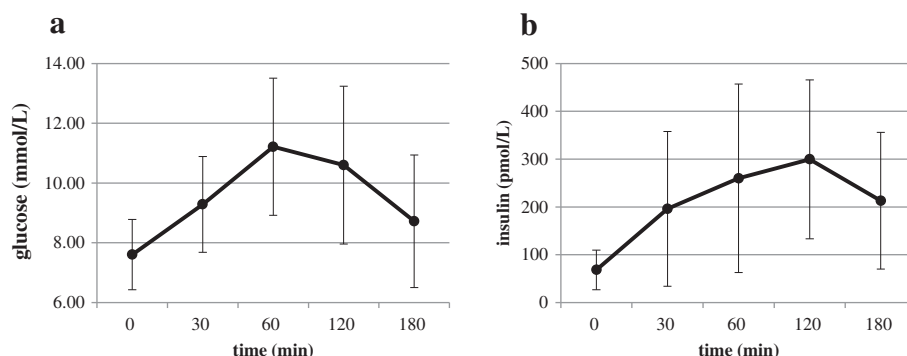 a
glucose (mmol/L)
14.00
12.00
10.00
8.00
6.00
0 30 60 120 180
time (min)
b
insulin (pmol/L)
500
400
300
200
100
0
0 30 60 120 180
time (min)